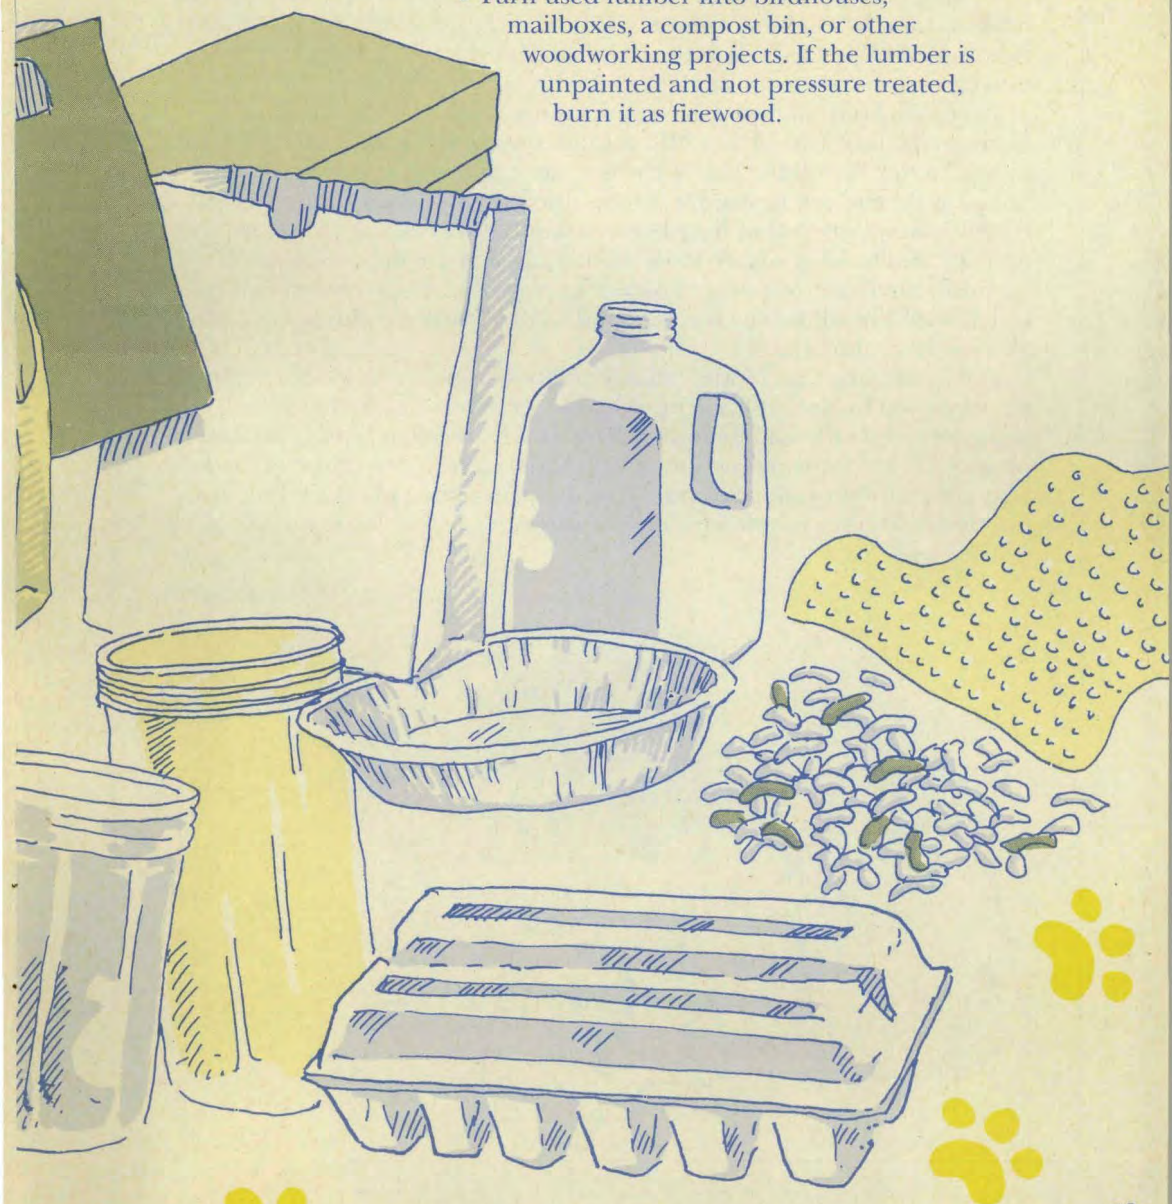 Turn used lumber into birdhouses,
mailboxes, a compost bin, or other
woodworking projects. If the lumber is
unpainted and not pressure treated,
burn it as firewood.